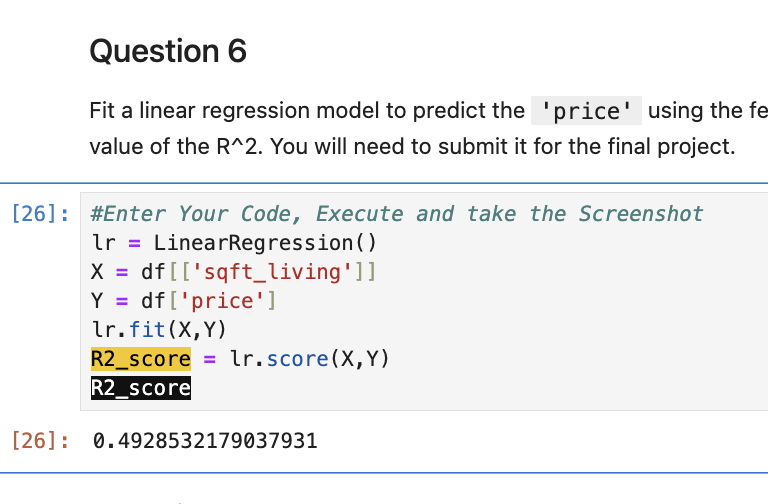 Question 6
Fit a linear regression model to predict the 'price' using the fe
value of the R^2. You will need to submit it for the final project.
[26]: #Enter Your Code, Execute and take the Screenshot
lr = LinearRegression()
X = df[['sqft_living']]
Y = df['price']
lr.fit(X,Y)
R2_score = lr.score(X,Y)
R2_score
[26]: 0.4928532179037931